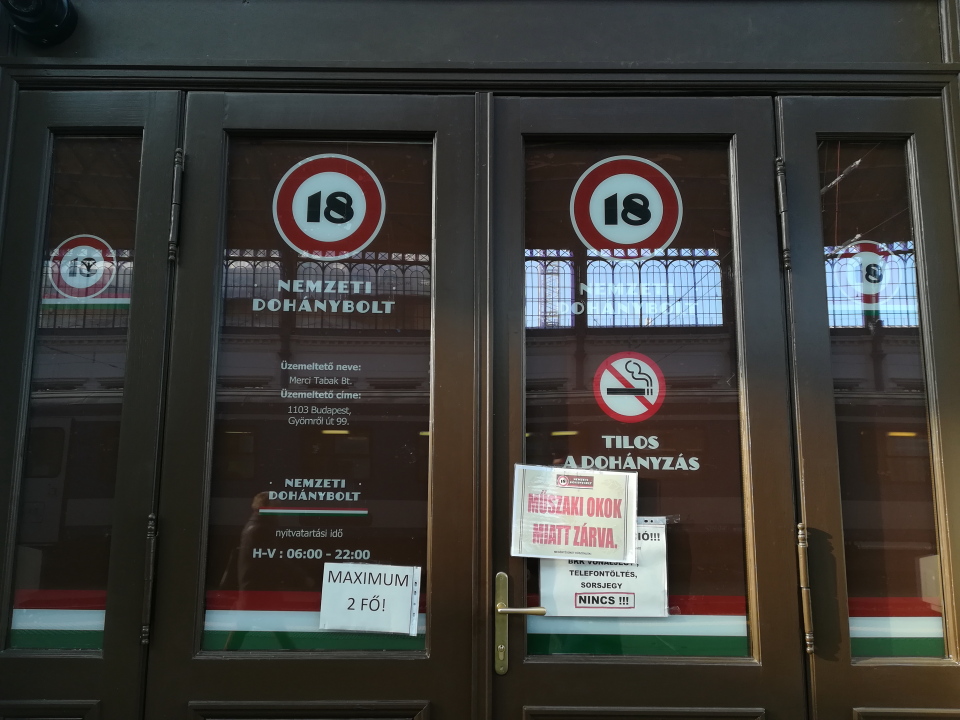 18
NEMZETI
DOHÁNYBOLT
Üzemeltető neve:
Merci Tabak Bt.
Üzemeltető címe:
1103 Budapest,
Gyömrői út 99.
NEMZETI
DOHÁNYBOLT
nyitvatartási idő
H-V : 06:00 - 22:00
MAXIMUM
2 FŐ!
18
NEMZETI
DOHÁNYBOLT
TILOS
A DOHÁNYZÁS
MŰSZAKI OKOK
MIATT ZÁRVA.
BKK VONALJEGY,
TELEFONTÖLTÉS,
SORSJEGY
NINCS !!!
18
18